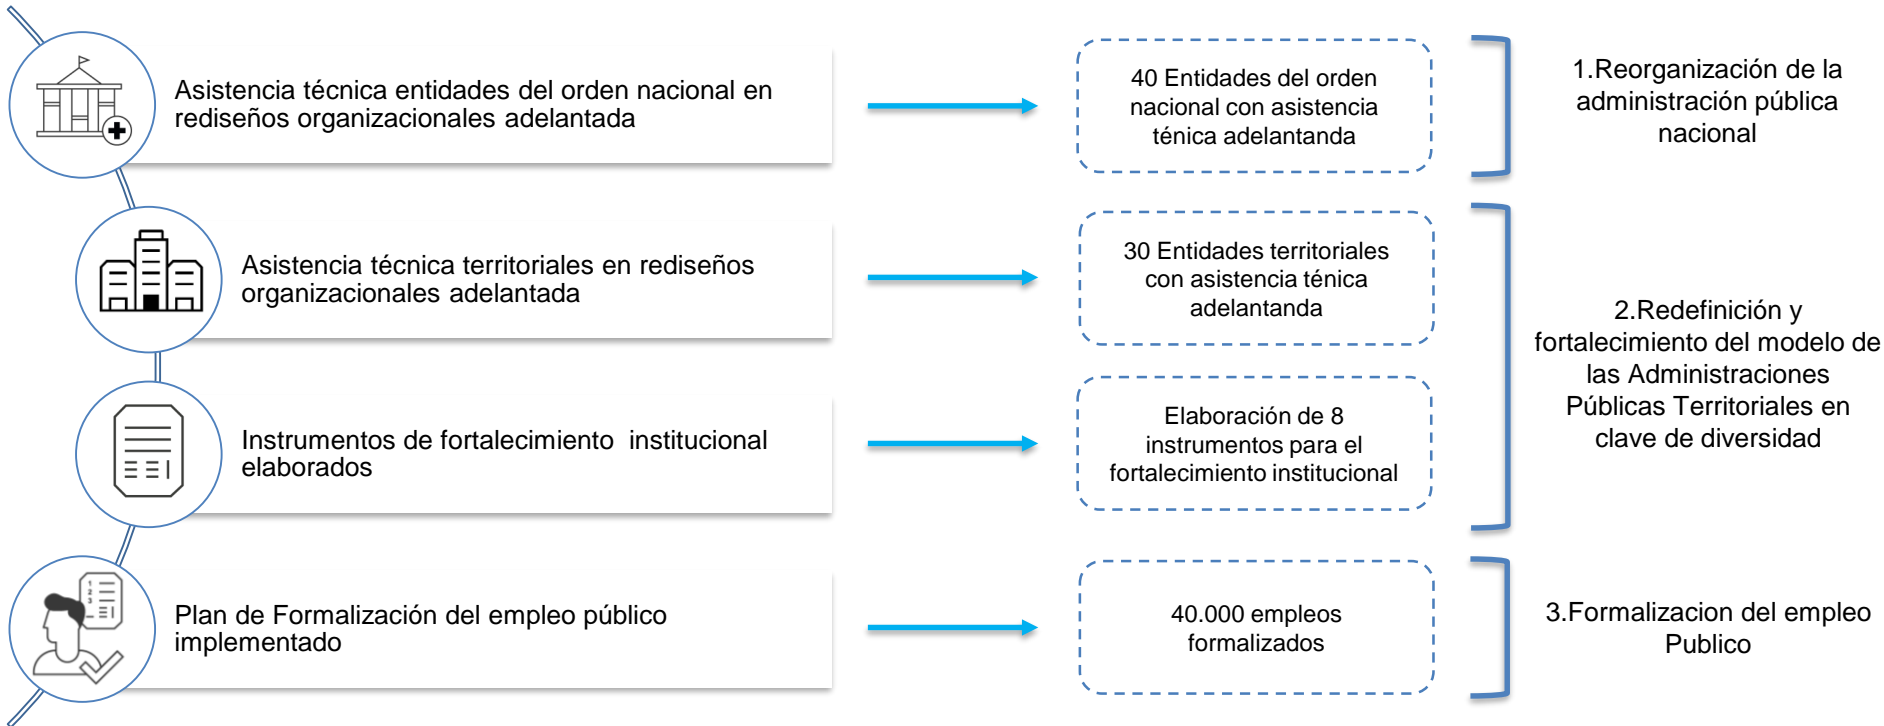 Asistencia técnica entidades del orden nacional en
rediseños organizacionales adelantada
40 Entidades del orden
nacional con asistencia
ténica adelantanda
1.Reorganización de la
administración pública
nacional
Asistencia técnica territoriales en rediseños
organizacionales adelantada
30 Entidades territoriales
con asistencia ténica
adelantanda
Instrumentos de fortalecimiento  institucional
elaborados
Elaboración de 8
instrumentos para el
fortalecimiento institucional
2.Redefinición y
fortalecimiento del modelo de
las Administraciones
Públicas Territoriales en
clave de diversidad
Plan de Formalización del empleo público
implementado
40.000 empleos
formalizados
3.Formalizacion del empleo
Publico